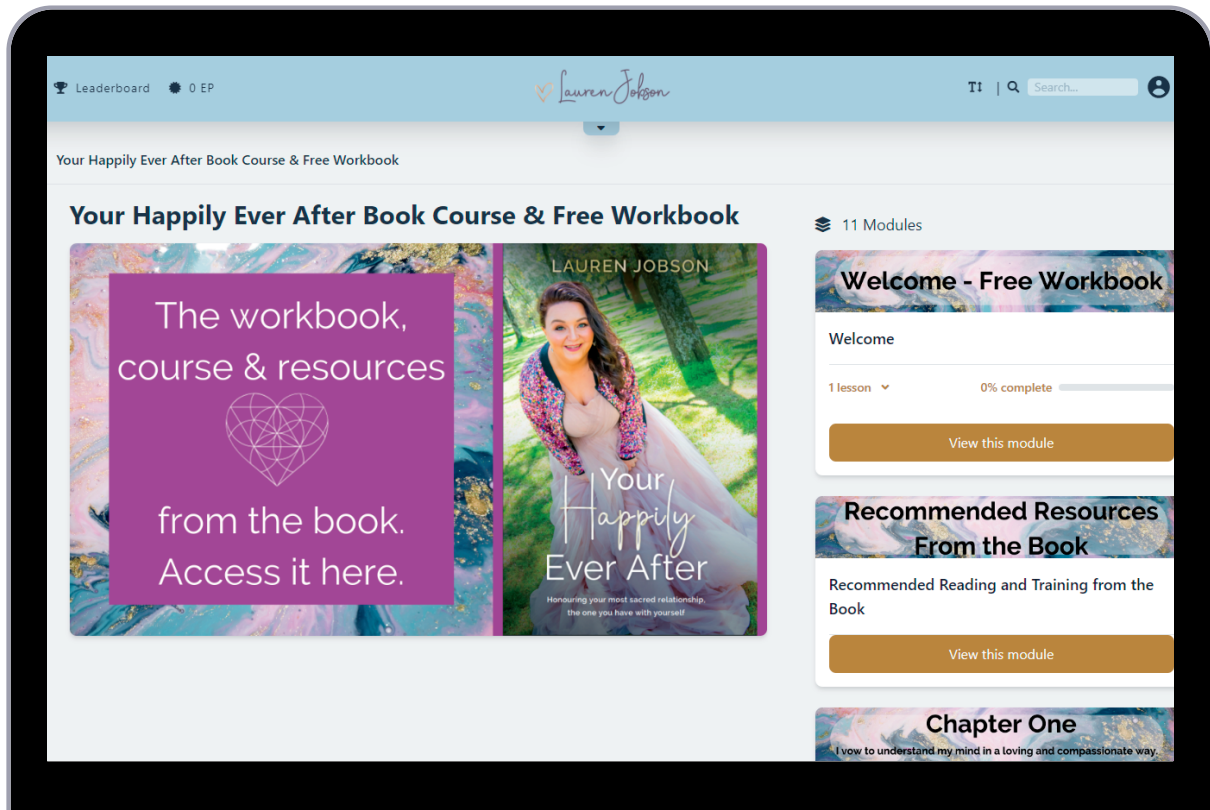 Leaderboard 0 EP
Lauren Jobson
T | Search...
Your Happily Ever After Book Course & Free Workbook
Your Happily Ever After Book Course & Free Workbook
The workbook,
course & resources
from the book.
Access it here.
LAUREN JOBSON
Your
Happily
Ever After
Honouring your most sacred relationship,
the one you have with yourself
11 Modules
Welcome - Free Workbook
Welcome
1 lesson 0% complete
View this module
Recommended Resources
From the Book
Recommended Reading and Training from the
Book
View this module
Chapter One
I vow to understand my mind in a loving and compassionate way.